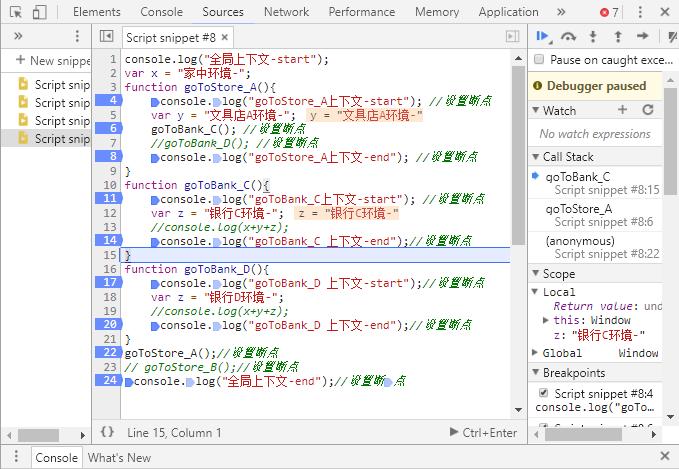 Elements Console Sources Network Performance Memory Application » 7
» Script snippet #8 ×
+ New snippe
Script snip
Script snip
Script snip
Script snip
1 console.log("全局上下文-start");
2 var x = "家中环境-";
3 function goToStore_A(){
4 console.log("goToStore_A上下文-start"); //设置断点
5 var y = "文具店A环境-"; y = "文具店A环境-"
6 goToBank_C(); //设置断点
7 //goToBank_D(); //设置断点
8 console.log("goToStore_A上下文-end"); //设置断点
9 }
10 function goToBank_C(){
11 console.log("goToBank_C上下文-start"); //设置断点
12 var z = "银行C环境-"; z = "银行C环境-"
13 //console.log(x+y+z);
14 console.log("goToBank_C 上下文-end");//设置断点
15 }
16 function goToBank_D(){
17 console.log("goToBank_D 上下文-start");//设置断点
18 var z = "银行D环境-";
19 //console.log(x+y+z);
20 console.log("goToBank_D 上下文-end");//设置断点
21 }
22 goToStore_A();//设置断点
23 // goToStore_B();//设置断点
24 console.log("全局上下文-end");//设置断点
{} Line 15, Column 1 Ctrl+Enter
Pause on caught exce...
Debugger paused
Watch
No watch expressions
Call Stack
goToBank_C
Script snippet #8:15
goToStore_A
Script snippet #8:6
(anonymous)
Script snippet #8:22
Scope
Local
Return value: und
this: Window
z: "银行C环境-"
Global Window
Breakpoints
Script snippet #8:4
console.log("goTo...
Script snippet #8:6
Console What's New